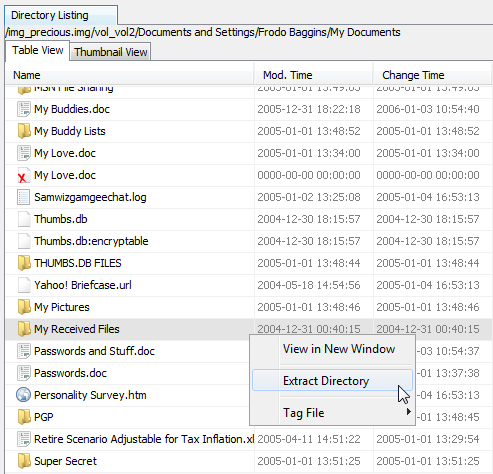 Directory Listing
/img_precious.img/vol_vol2/Documents and Settings/Frodo Baggins/My Documents
Table View Thumbnail View
Name Mod. Time Change Time
MSN File Sharing 2005-01-01 13:49:03 2005-01-01 13:49:03
My Buddies.doc 2005-12-31 18:22:18 2006-01-03 10:54:40
My Buddy Lists 2005-01-01 13:48:52 2005-01-01 13:48:52
My Love.doc 2005-01-01 13:34:00 2005-01-01 13:34:00
My Love.doc 0000-00-00 00:00:00 0000-00-00 00:00:00
Samwizgamgeechat.log 2005-01-02 13:25:08 2005-01-04 16:53:13
Thumbs.db 2004-12-30 18:15:57 2004-12-30 18:15:57
Thumbs.db:encryptable 2004-12-30 18:15:57 2004-12-30 18:15:57
THUMBS.DB FILES 2005-01-01 13:48:44 2005-01-01 13:48:44
Yahoo! Briefcase.url 2004-05-18 14:54:56 2005-01-04 16:53:13
My Pictures 2005-01-01 13:48:46 2005-01-01 13:48:46
My Received Files 2004-12-31 00:40:15 2004-12-31 00:40:15
View in New Window
Passwords and Stuff.doc 03 10:54:37
Passwords.doc 01 13:37:38
Extract Directory
Personality Survey.htm 04 16:53:13
PGP 01 13:48:45
Tag File
Retire Scenario Adjustable for Tax Inflation.xl 2005-04-11 14:51:22 2005-01-29 14:51:54
Super Secret 2005-01-01 13:51:29 2005-01-01 13:51:29